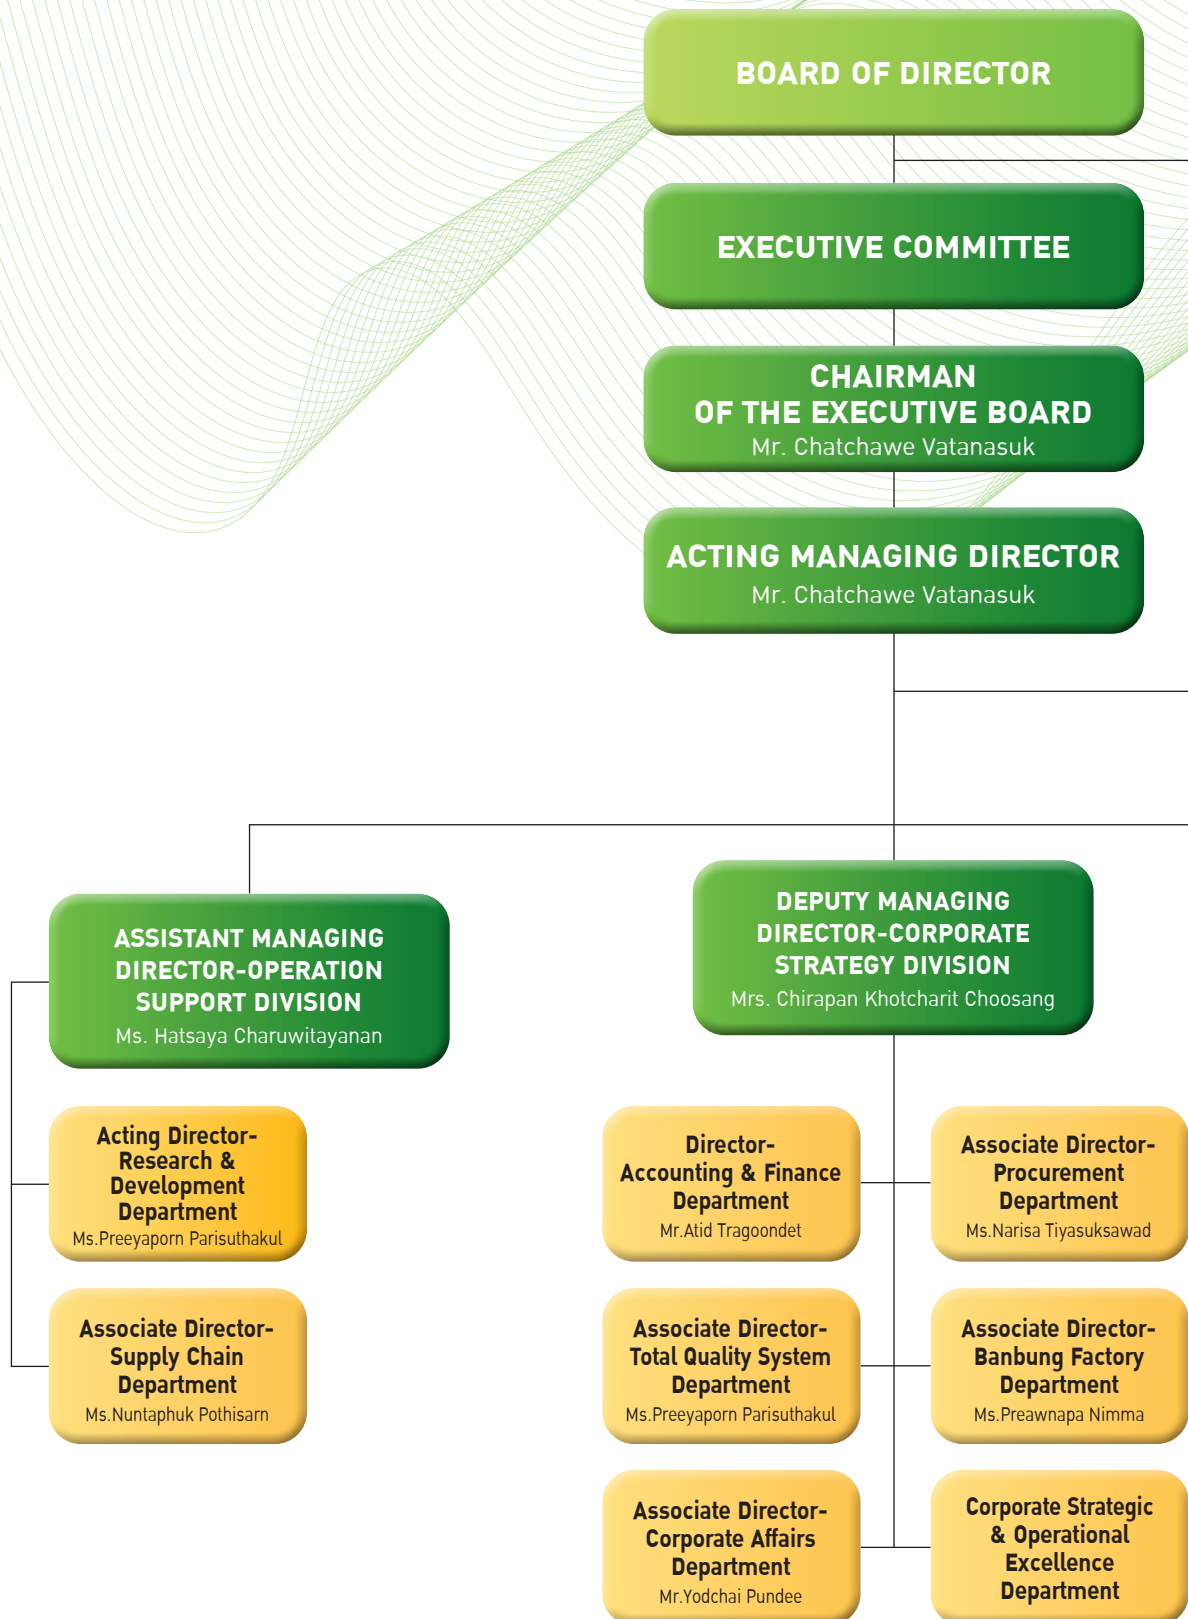 BOARD OF DIRECTOR
EXECUTIVE COMMITTEE
CHAIRMAN
OF THE EXECUTIVE BOARD
Mr. Chatchawe Vatanasuk
ACTING MANAGING DIRECTOR
Mr. Chatchawe Vatanasuk
ASSISTANT MANAGING
DIRECTOR-OPERATION
SUPPORT DIVISION
Ms. Hatsaya Charuwitayanan
DEPUTY MANAGING
DIRECTOR-CORPORATE
STRATEGY DIVISION
Mrs. Chirapan Khotcharit Choosang
Acting Director-
Research &
Development
Department
Ms.Preeyaporn Parisuthakul
Director-
Accounting & Finance
Department
Mr.Atid Tragoondet
Associate Director-
Procurement
Department
Ms.Narisa Tiyasuksawad
Associate Director-
Supply Chain
Department
Ms.Nuntaphuk Pothisarn
Associate Director-
Total Quality System
Department
Ms.Preeyaporn Parisuthakul
Associate Director-
Banbung Factory
Department
Ms.Preawnapa Nimma
Associate Director-
Corporate Affairs
Department
Mr.Yodchai Pundee
Corporate Strategic
& Operational
Excellence
Department